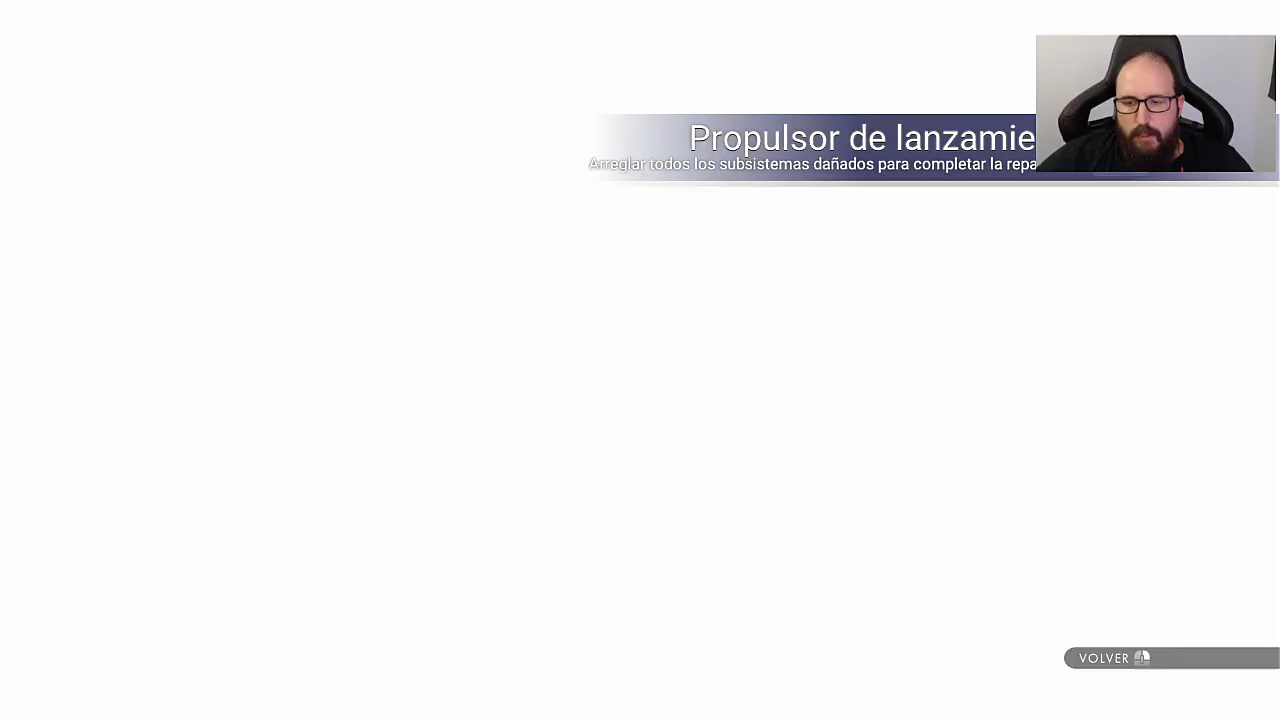 Propulsor de lanzamie
Arreglar todos los subsistemas dañados para completar la repa
VOLVER